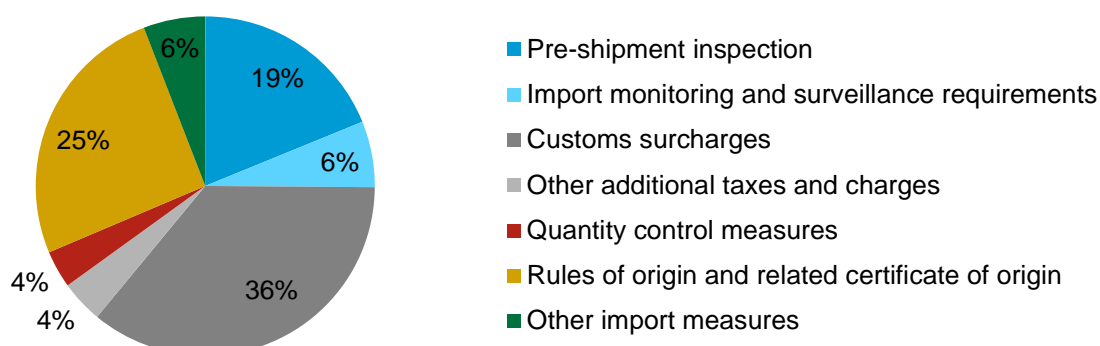 6%
19%
25%
6%
4%
4%
36%
Pre-shipment inspection
Import monitoring and surveillance requirements
Customs surcharges
Other additional taxes and charges
Quantity control measures
Rules of origin and related certificate of origin
Other import measures